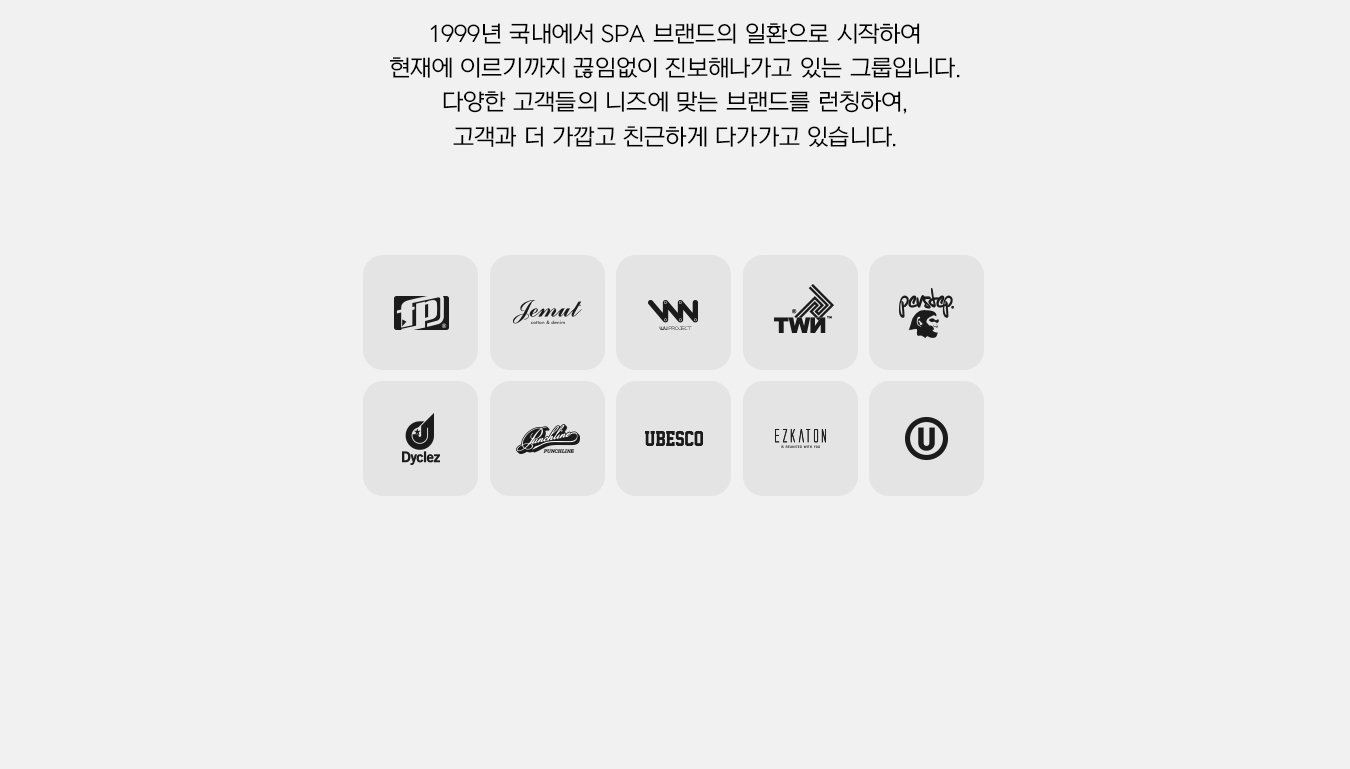 1999년 국내에서 SPA 브랜드의 일환으로 시작하여
현재에 이르기까지 끊임없이 진보해나가고 있는 그룹입니다.
다양한 고객들의 니즈에 맞는 브랜드를 런칭하여,
고객과 더 가깝고 친근하게 다가가고 있습니다.
fp ®
Jemut
cotton & denim
WN
WN PROJECT
® TWN ™
perstep.
Dyclez
Punchline
PUNCHLINE
UBESCO
EZKATON
U